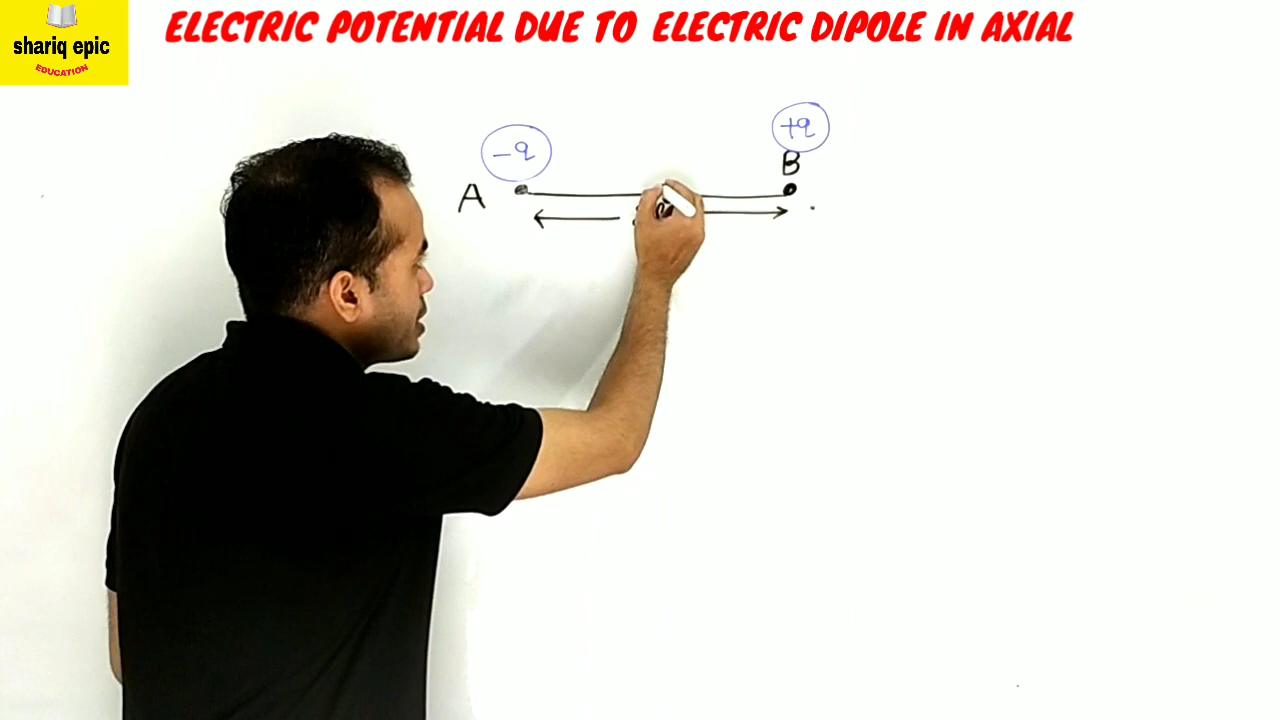 shariq epic
EDUCATION
ELECTRIC POTENTIAL DUE TO ELECTRIC DIPOLE IN AXIAL
-q
+q
A
B